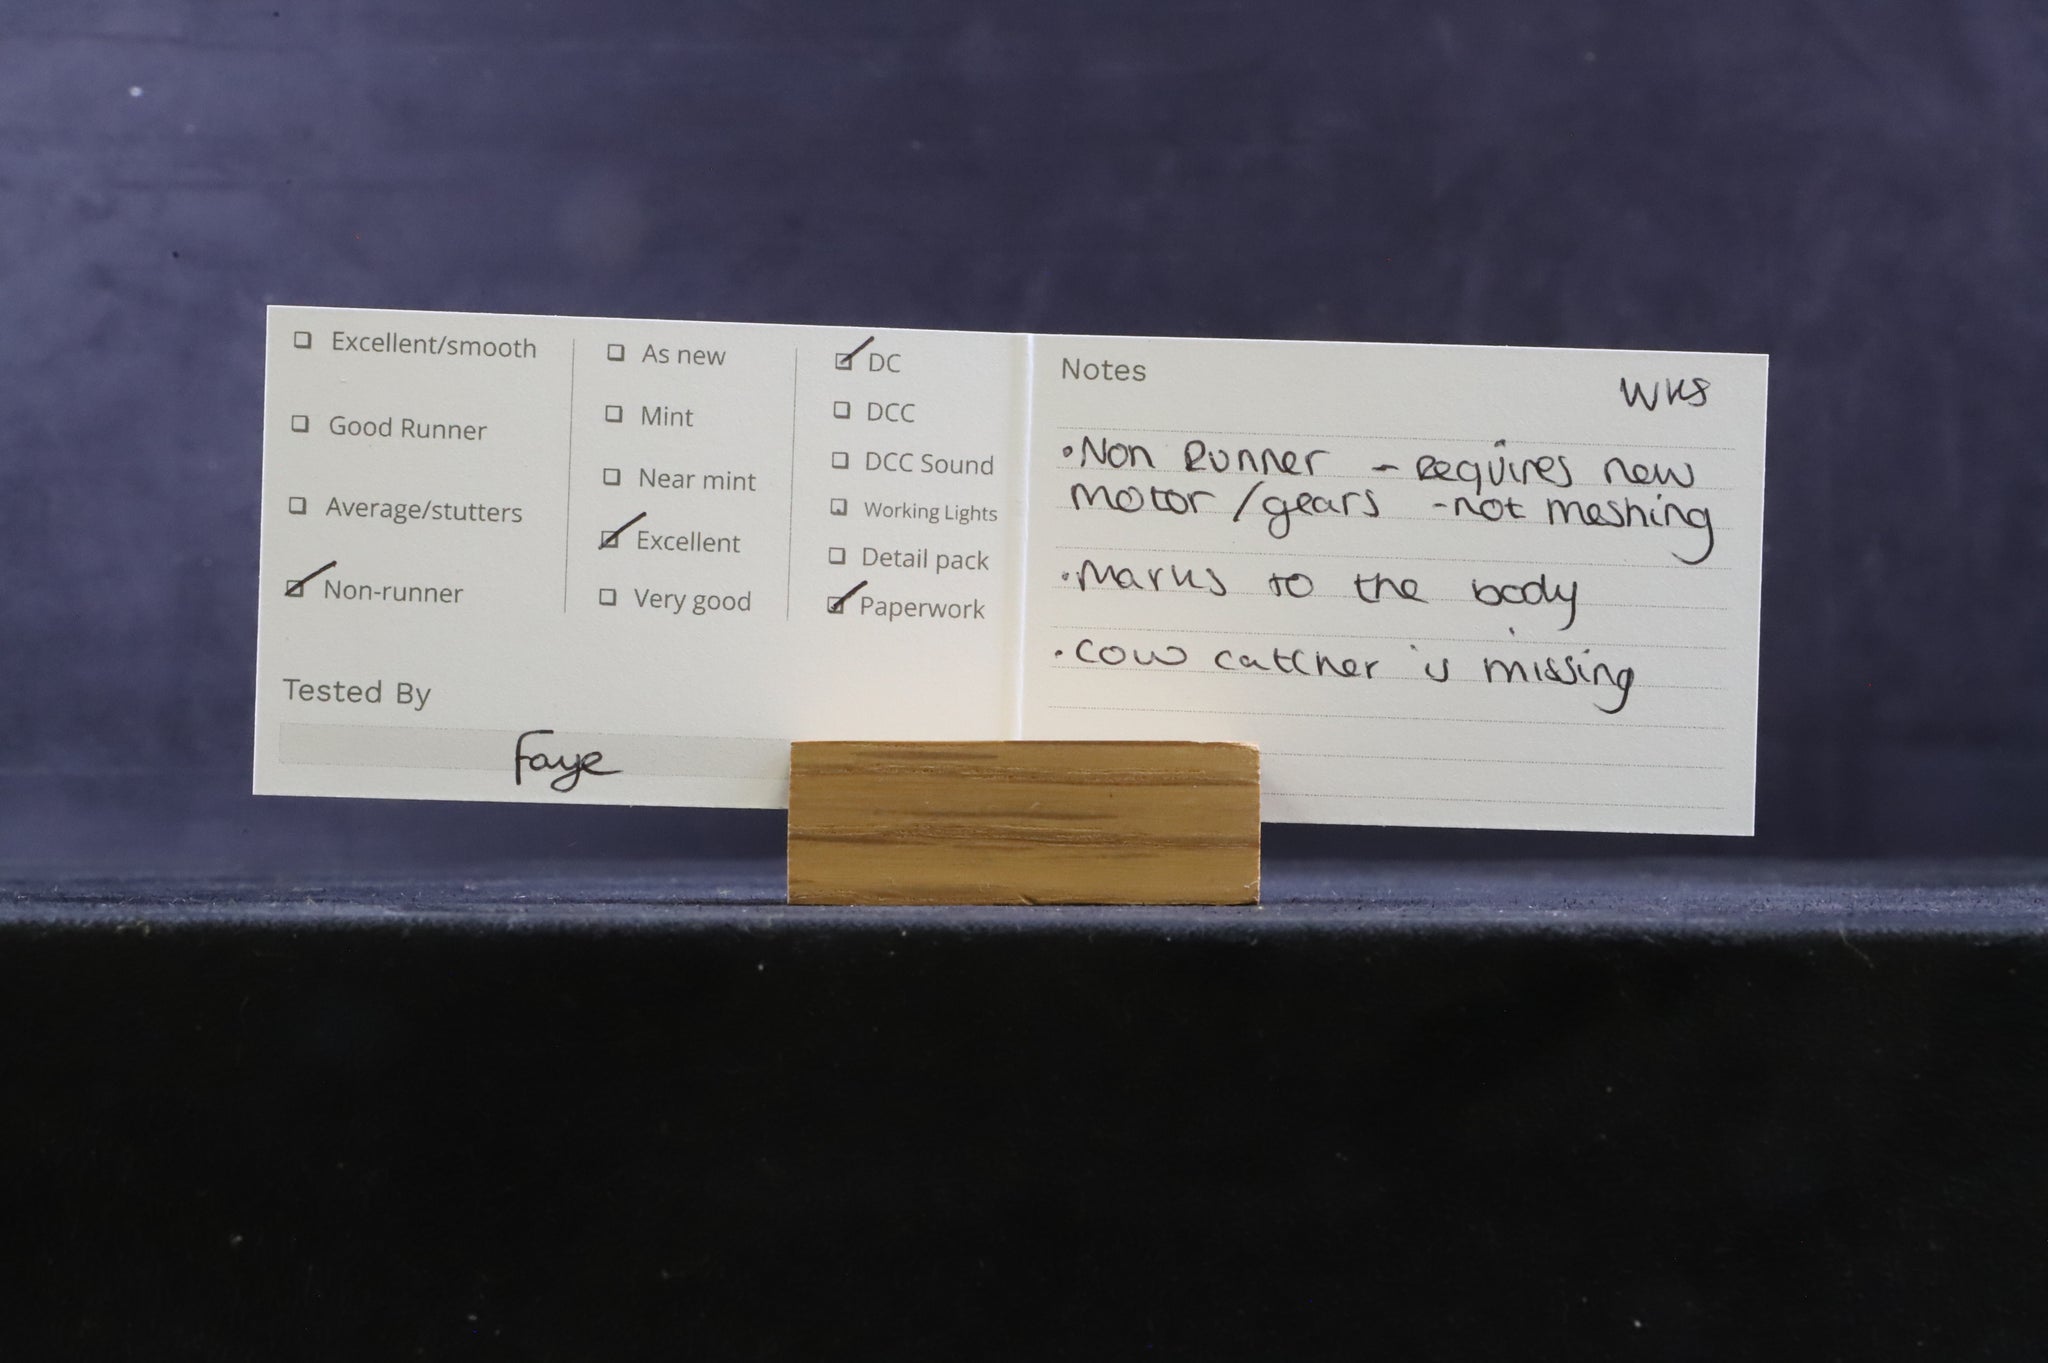 Excellent/smooth
Good Runner
Average/stutters
Non-runner
As new
Mint
Near mint
Excellent
Very good
DC
DCC
DCC Sound
Working Lights
Detail pack
Paperwork
Tested By
Faye
Notes
WKS
•Non Runner - Requires new
motor/gears -not meshing
•Marks to the body
•cow catcher is missing